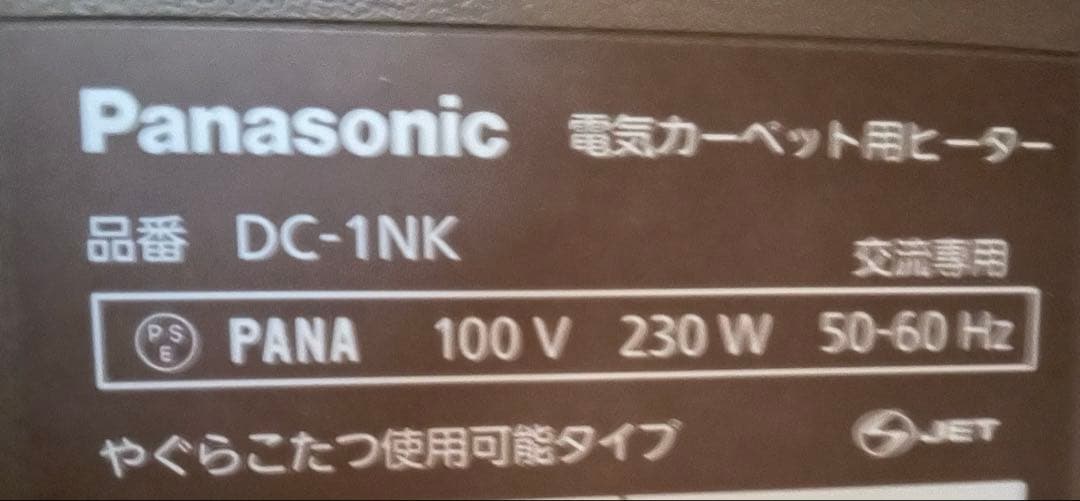 Panasonic 電気カーペット用ヒーター
品番 DC-1NK 交流専用
PSE PANA 100 V 230 W 50-60 Hz
やぐらこたつ使用可能タイプ JET